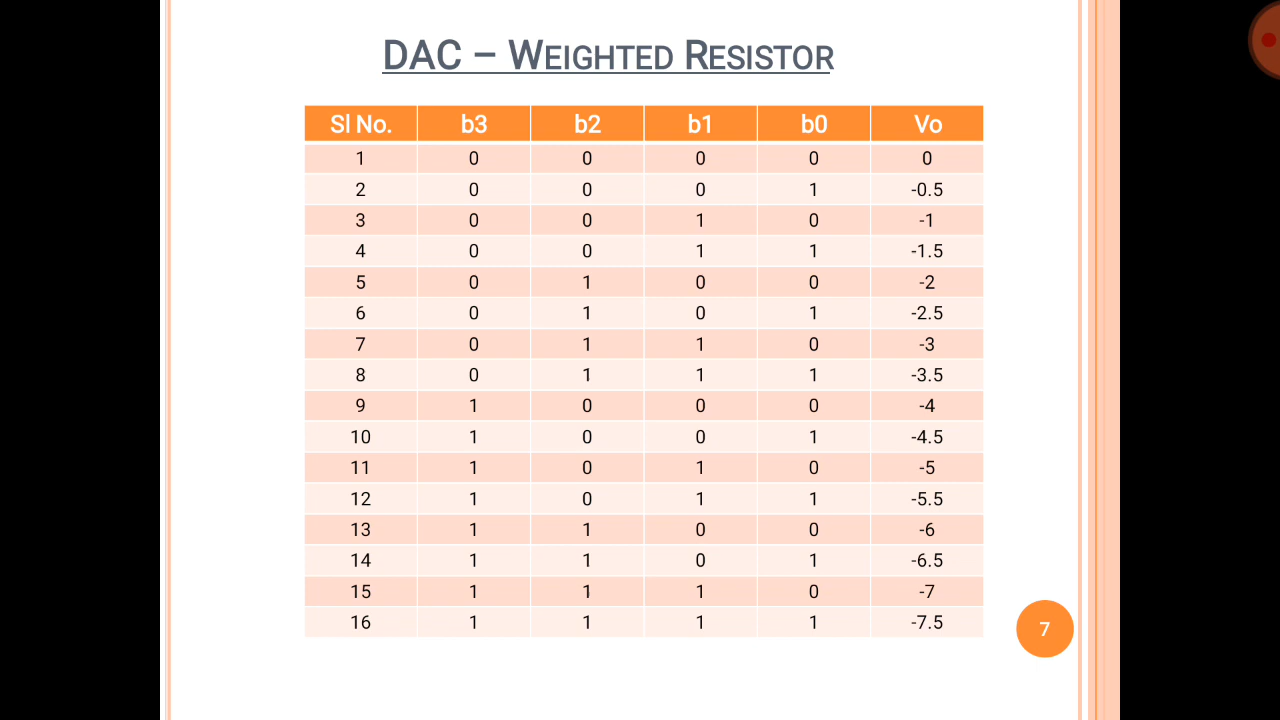 DAC – WEIGHTED RESISTOR
Sl No. b3 b2 b1 b0 Vo
1 0 0 0 0 0
2 0 0 0 1 -0.5
3 0 0 1 0 -1
4 0 0 1 1 -1.5
5 0 1 0 0 -2
6 0 1 0 1 -2.5
7 0 1 1 0 -3
8 0 1 1 1 -3.5
9 1 0 0 0 -4
10 1 0 0 1 -4.5
11 1 0 1 0 -5
12 1 0 1 1 -5.5
13 1 1 0 0 -6
14 1 1 0 1 -6.5
15 1 1 1 0 -7
16 1 1 1 1 -7.5
7